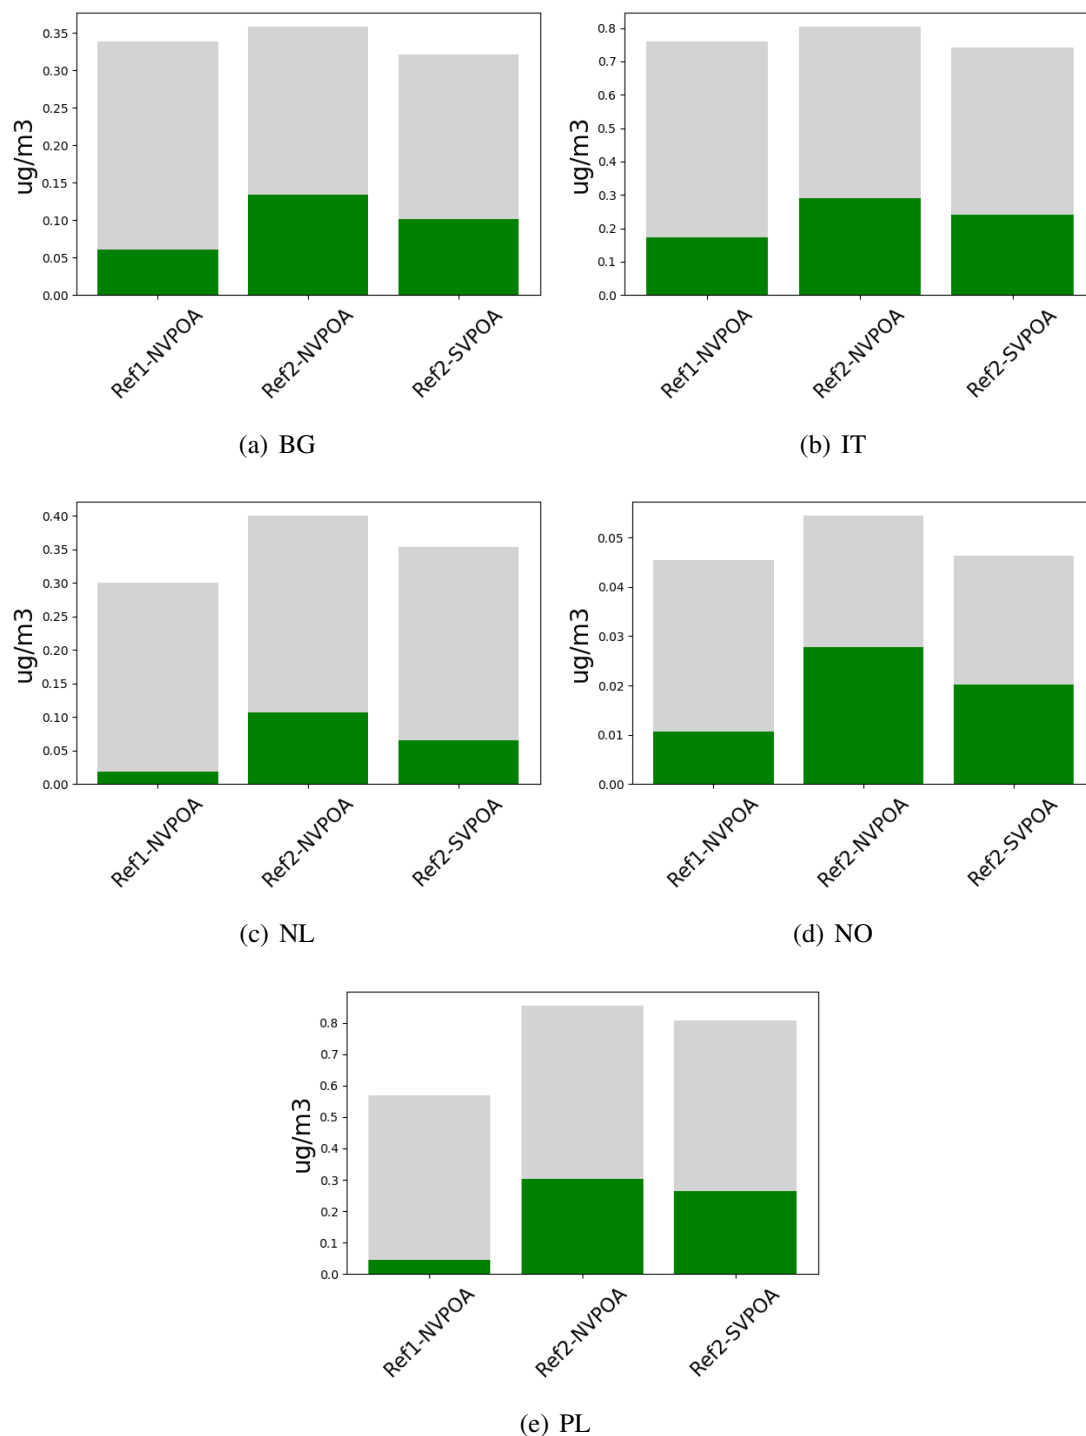 0.35
0.30
0.25
0.20
0.15
0.10
0.05
0.00
ug/m3
Ref1-NVPOA
Ref2-NVPOA
Ref2-SVPOA
(a) BG
0.8
0.7
0.6
0.5
0.4
0.3
0.2
0.1
0.0
ug/m3
Ref1-NVPOA
Ref2-NVPOA
Ref2-SVPOA
(b) IT
0.40
0.35
0.30
0.25
0.20
0.15
0.10
0.05
0.00
ug/m3
Ref1-NVPOA
Ref2-NVPOA
Ref2-SVPOA
(c) NL
0.05
0.04
0.03
0.02
0.01
0.00
ug/m3
Ref1-NVPOA
Ref2-NVPOA
Ref2-SVPOA
(d) NO
0.8
0.7
0.6
0.5
0.4
0.3
0.2
0.1
0.0
ug/m3
Ref1-NVPOA
Ref2-NVPOA
Ref2-SVPOA
(e) PL